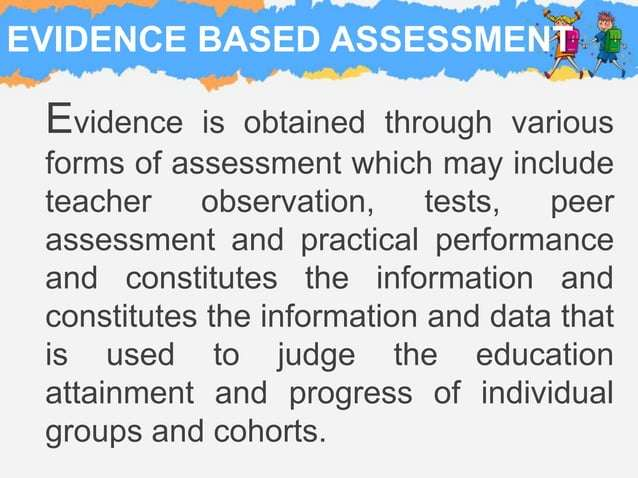 EVIDENCE BASED ASSESSMENT
Evidence is obtained through various
forms of assessment which may include
teacher observation, tests, peer
assessment and practical performance
and constitutes the information and
constitutes the information and data that
is used to judge the education
attainment and progress of individual
groups and cohorts.